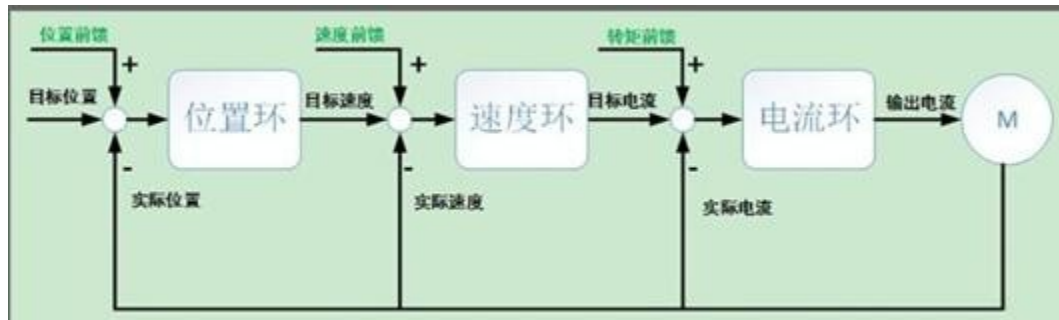 位置前馈
速度前馈
转矩前馈
+
+
+
目标位置
位置环
目标速度
速度环
目标电流
电流环
输出电流
M
-
-
-
实际位置
实际速度
实际电流